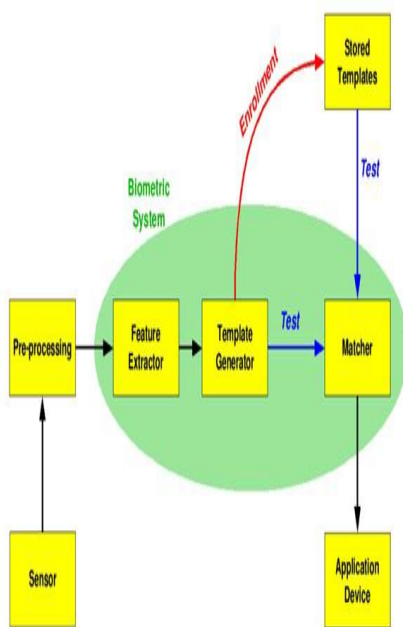 Stored
Templates
Enrollment
Test
Biometric
System
Pre-processing
Feature
Extractor
Template
Generator
Test
Matcher
Sensor
Application
Device